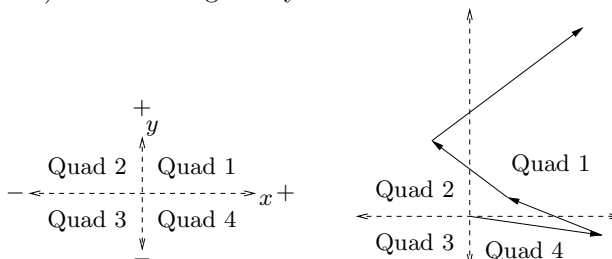 +
y
Quad 2 Quad 1
− x +
Quad 3 Quad 4
−
Quad 1
Quad 2
Quad 3
Quad 4